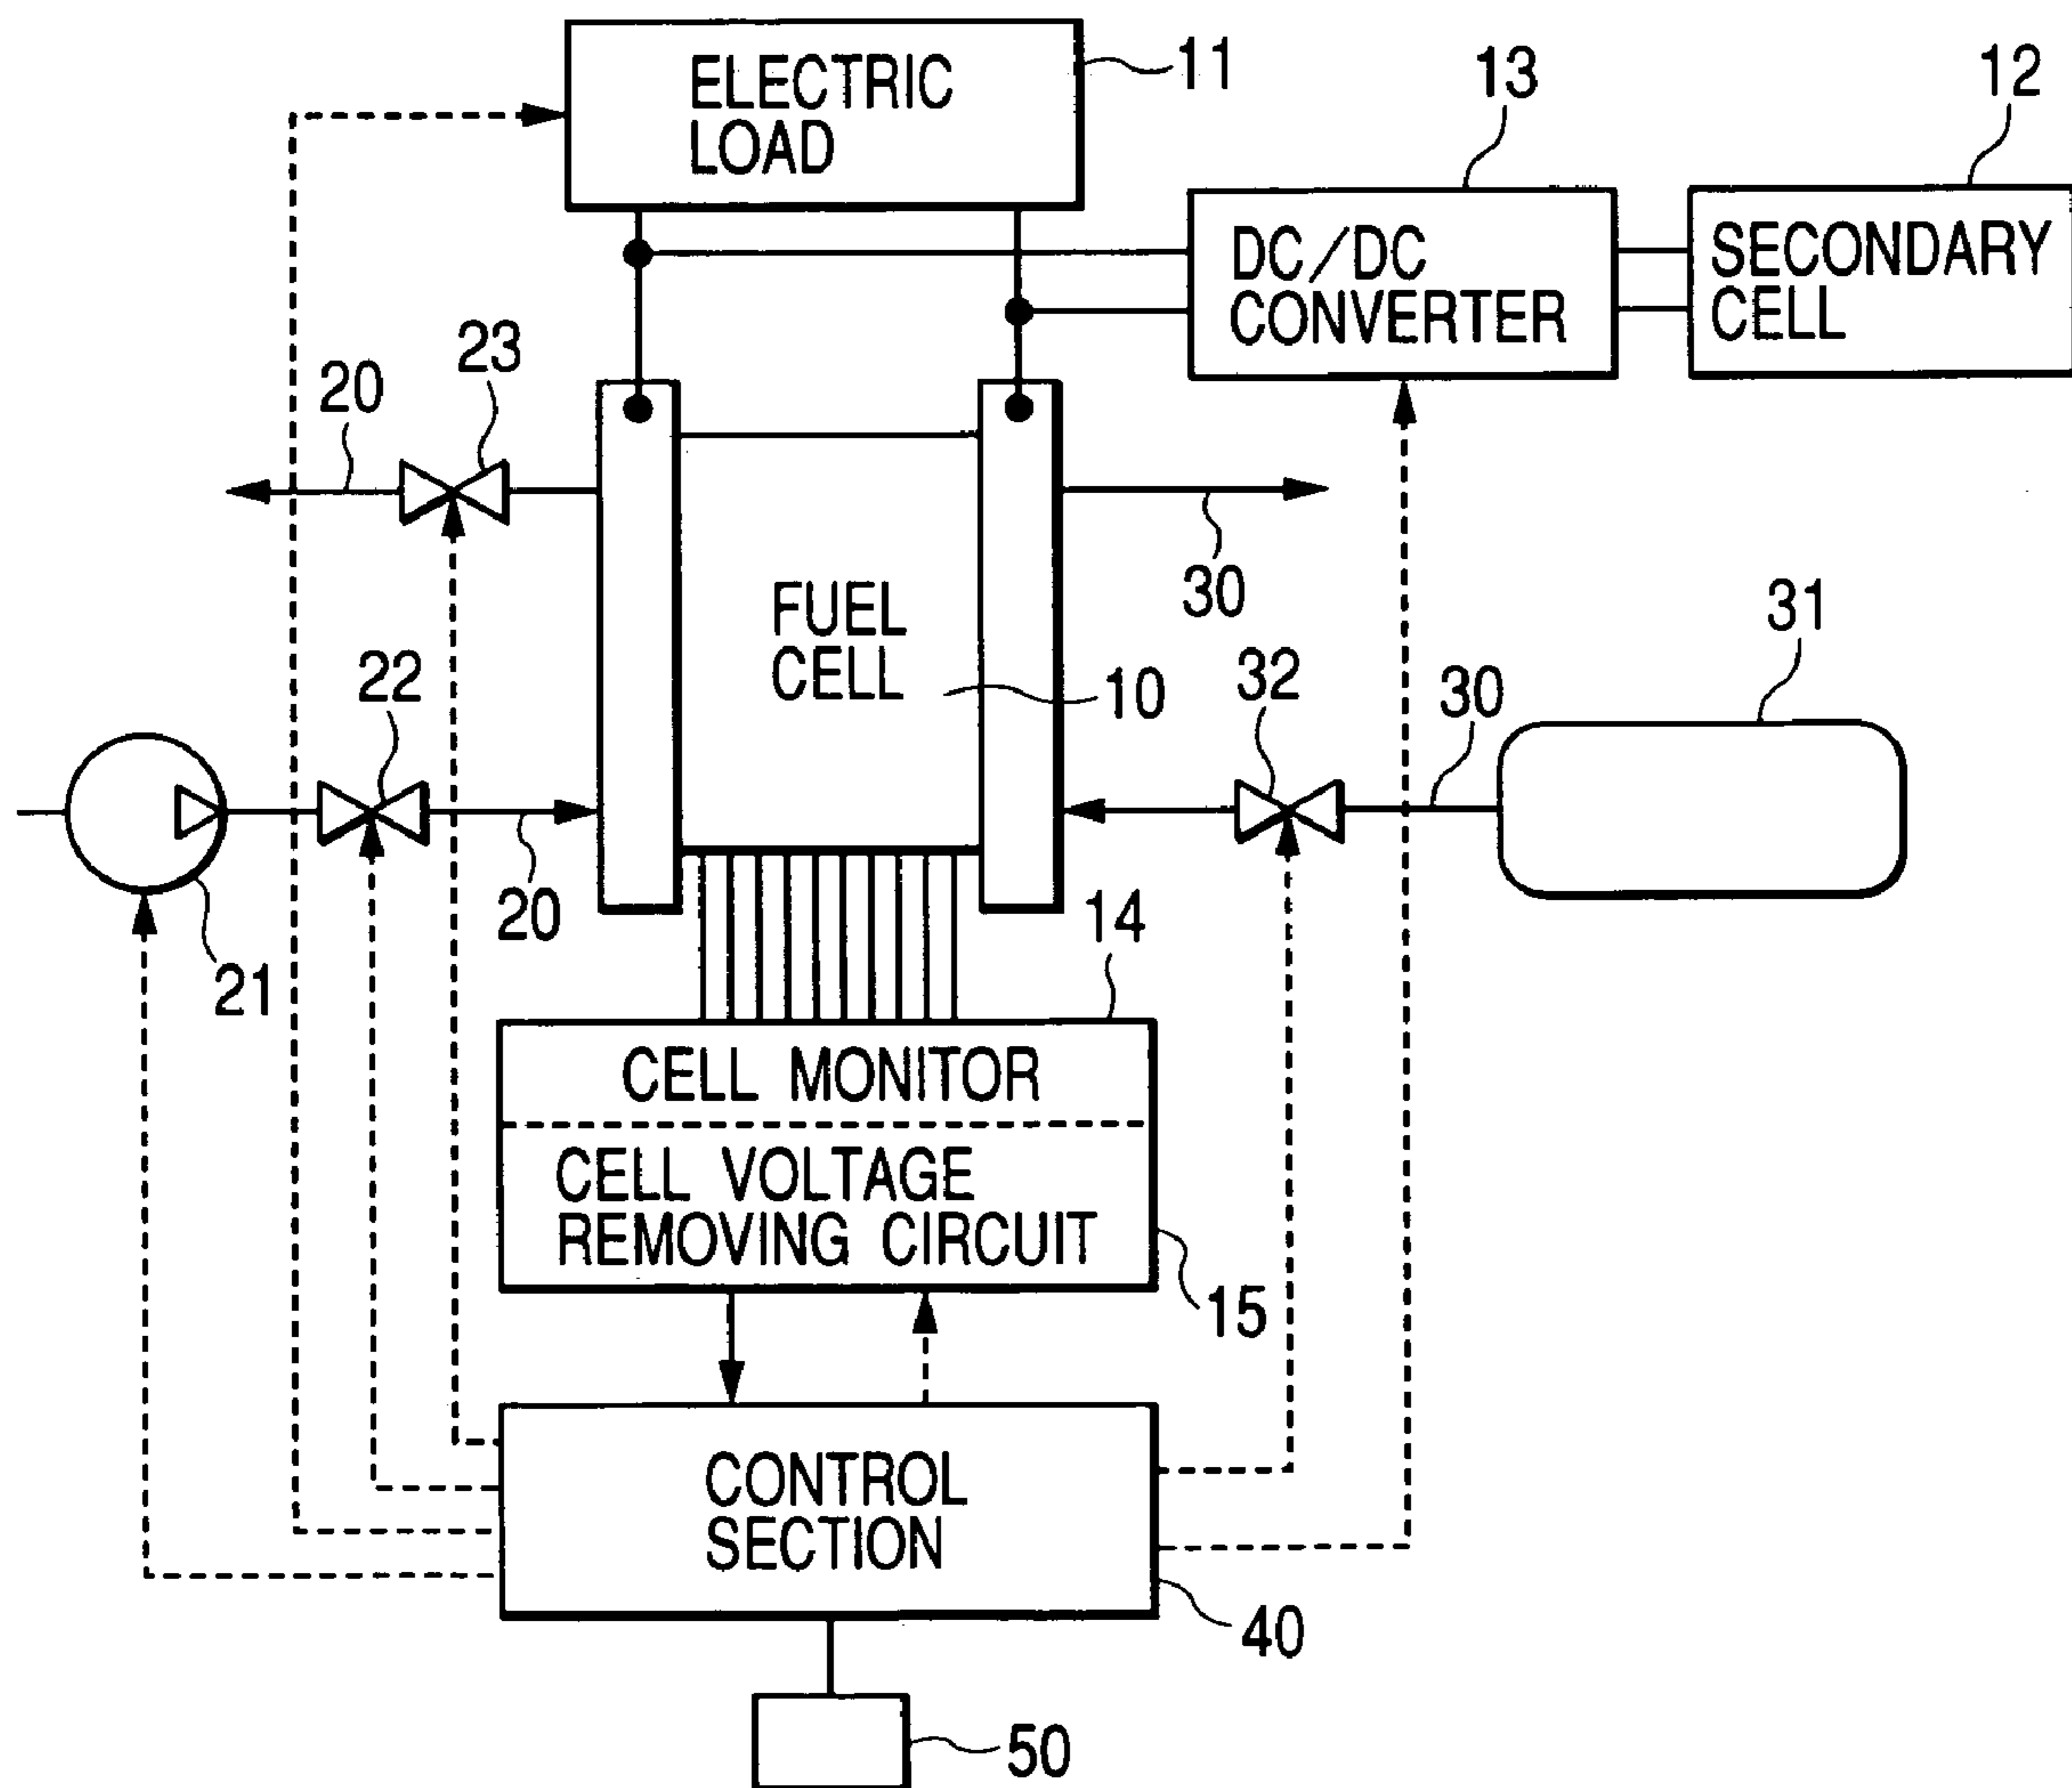 ELECTRIC
LOAD
11
13
12
DC/DC
CONVERTER
SECONDARY
CELL
23
20
30
FUEL
CELL
10
22
32
30
31
20
21
14
CELL MONITOR
CELL VOLTAGE
REMOVING CIRCUIT
15
CONTROL
SECTION
40
50